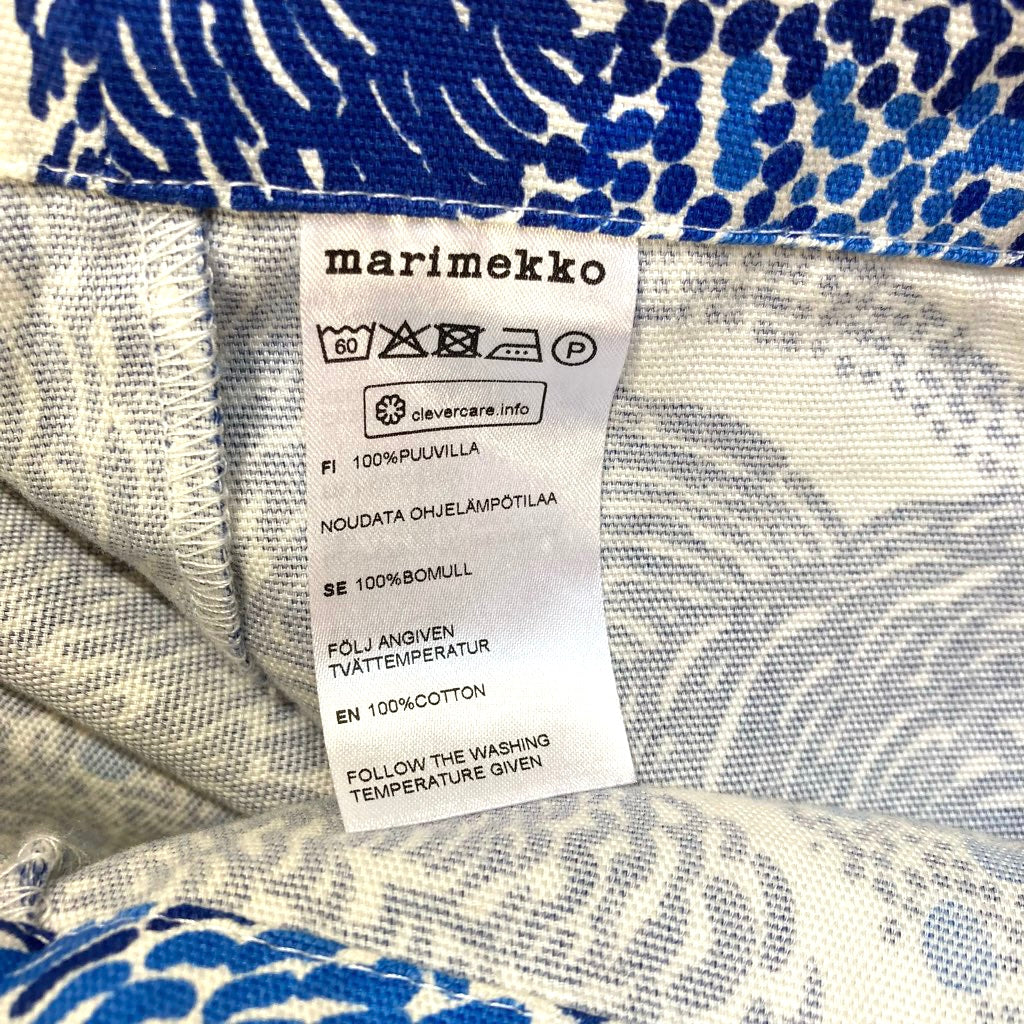 marimekko
60 P
clevercare.info
FI 100%PUUVILLA
NOUDATA OHJELÄMPÖTILAA
SE 100%BOMULL
FÖLJ ANGIVEN
TVÄTTEMPERATUR
EN 100%COTTON
FOLLOW THE WASHING
TEMPERATURE GIVEN